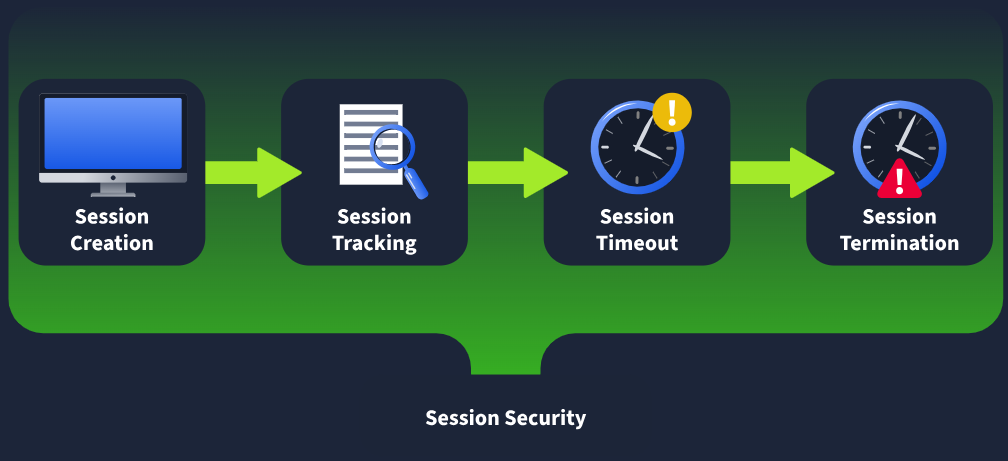 Session
Creation
Session
Tracking
Session
Timeout
Session
Termination
Session Security